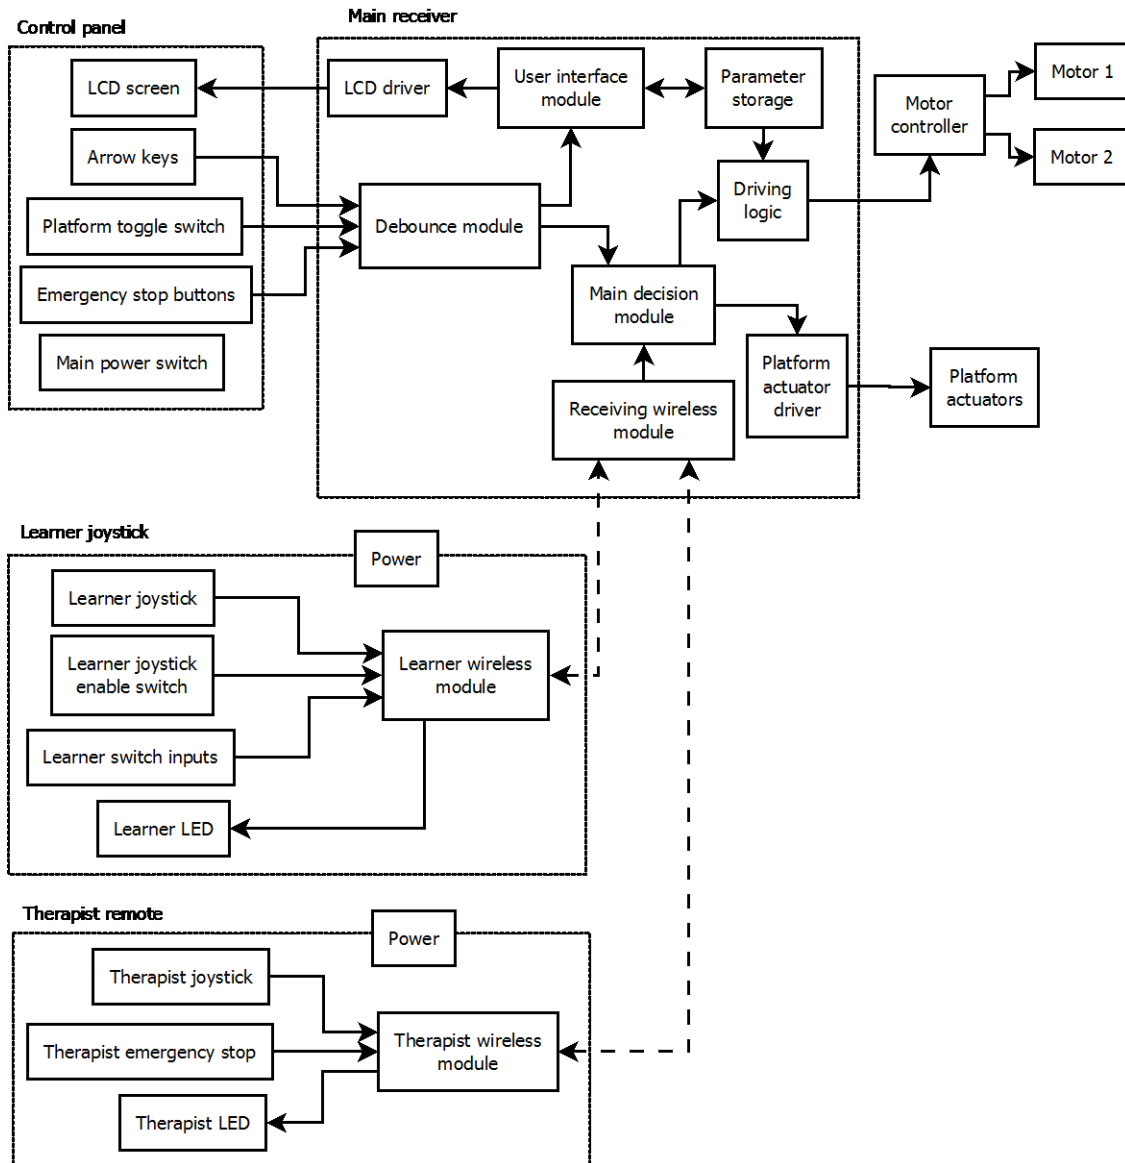 Control panel
Main receiver
LCD screen
LCD driver
User interface
module
Parameter
storage
Motor
controller
Motor 1
Motor 2
Arrow keys
Platform toggle switch
Debounce module
Driving
logic
Emergency stop buttons
Main decision
module
Main power switch
Platform
actuator
driver
Platform
actuators
Receiving wireless
module
Learner joystick
Power
Learner joystick
Learner joystick
enable switch
Learner wireless
module
Learner switch inputs
Learner LED
Therapist remote
Power
Therapist joystick
Therapist emergency stop
Therapist wireless
module
Therapist LED